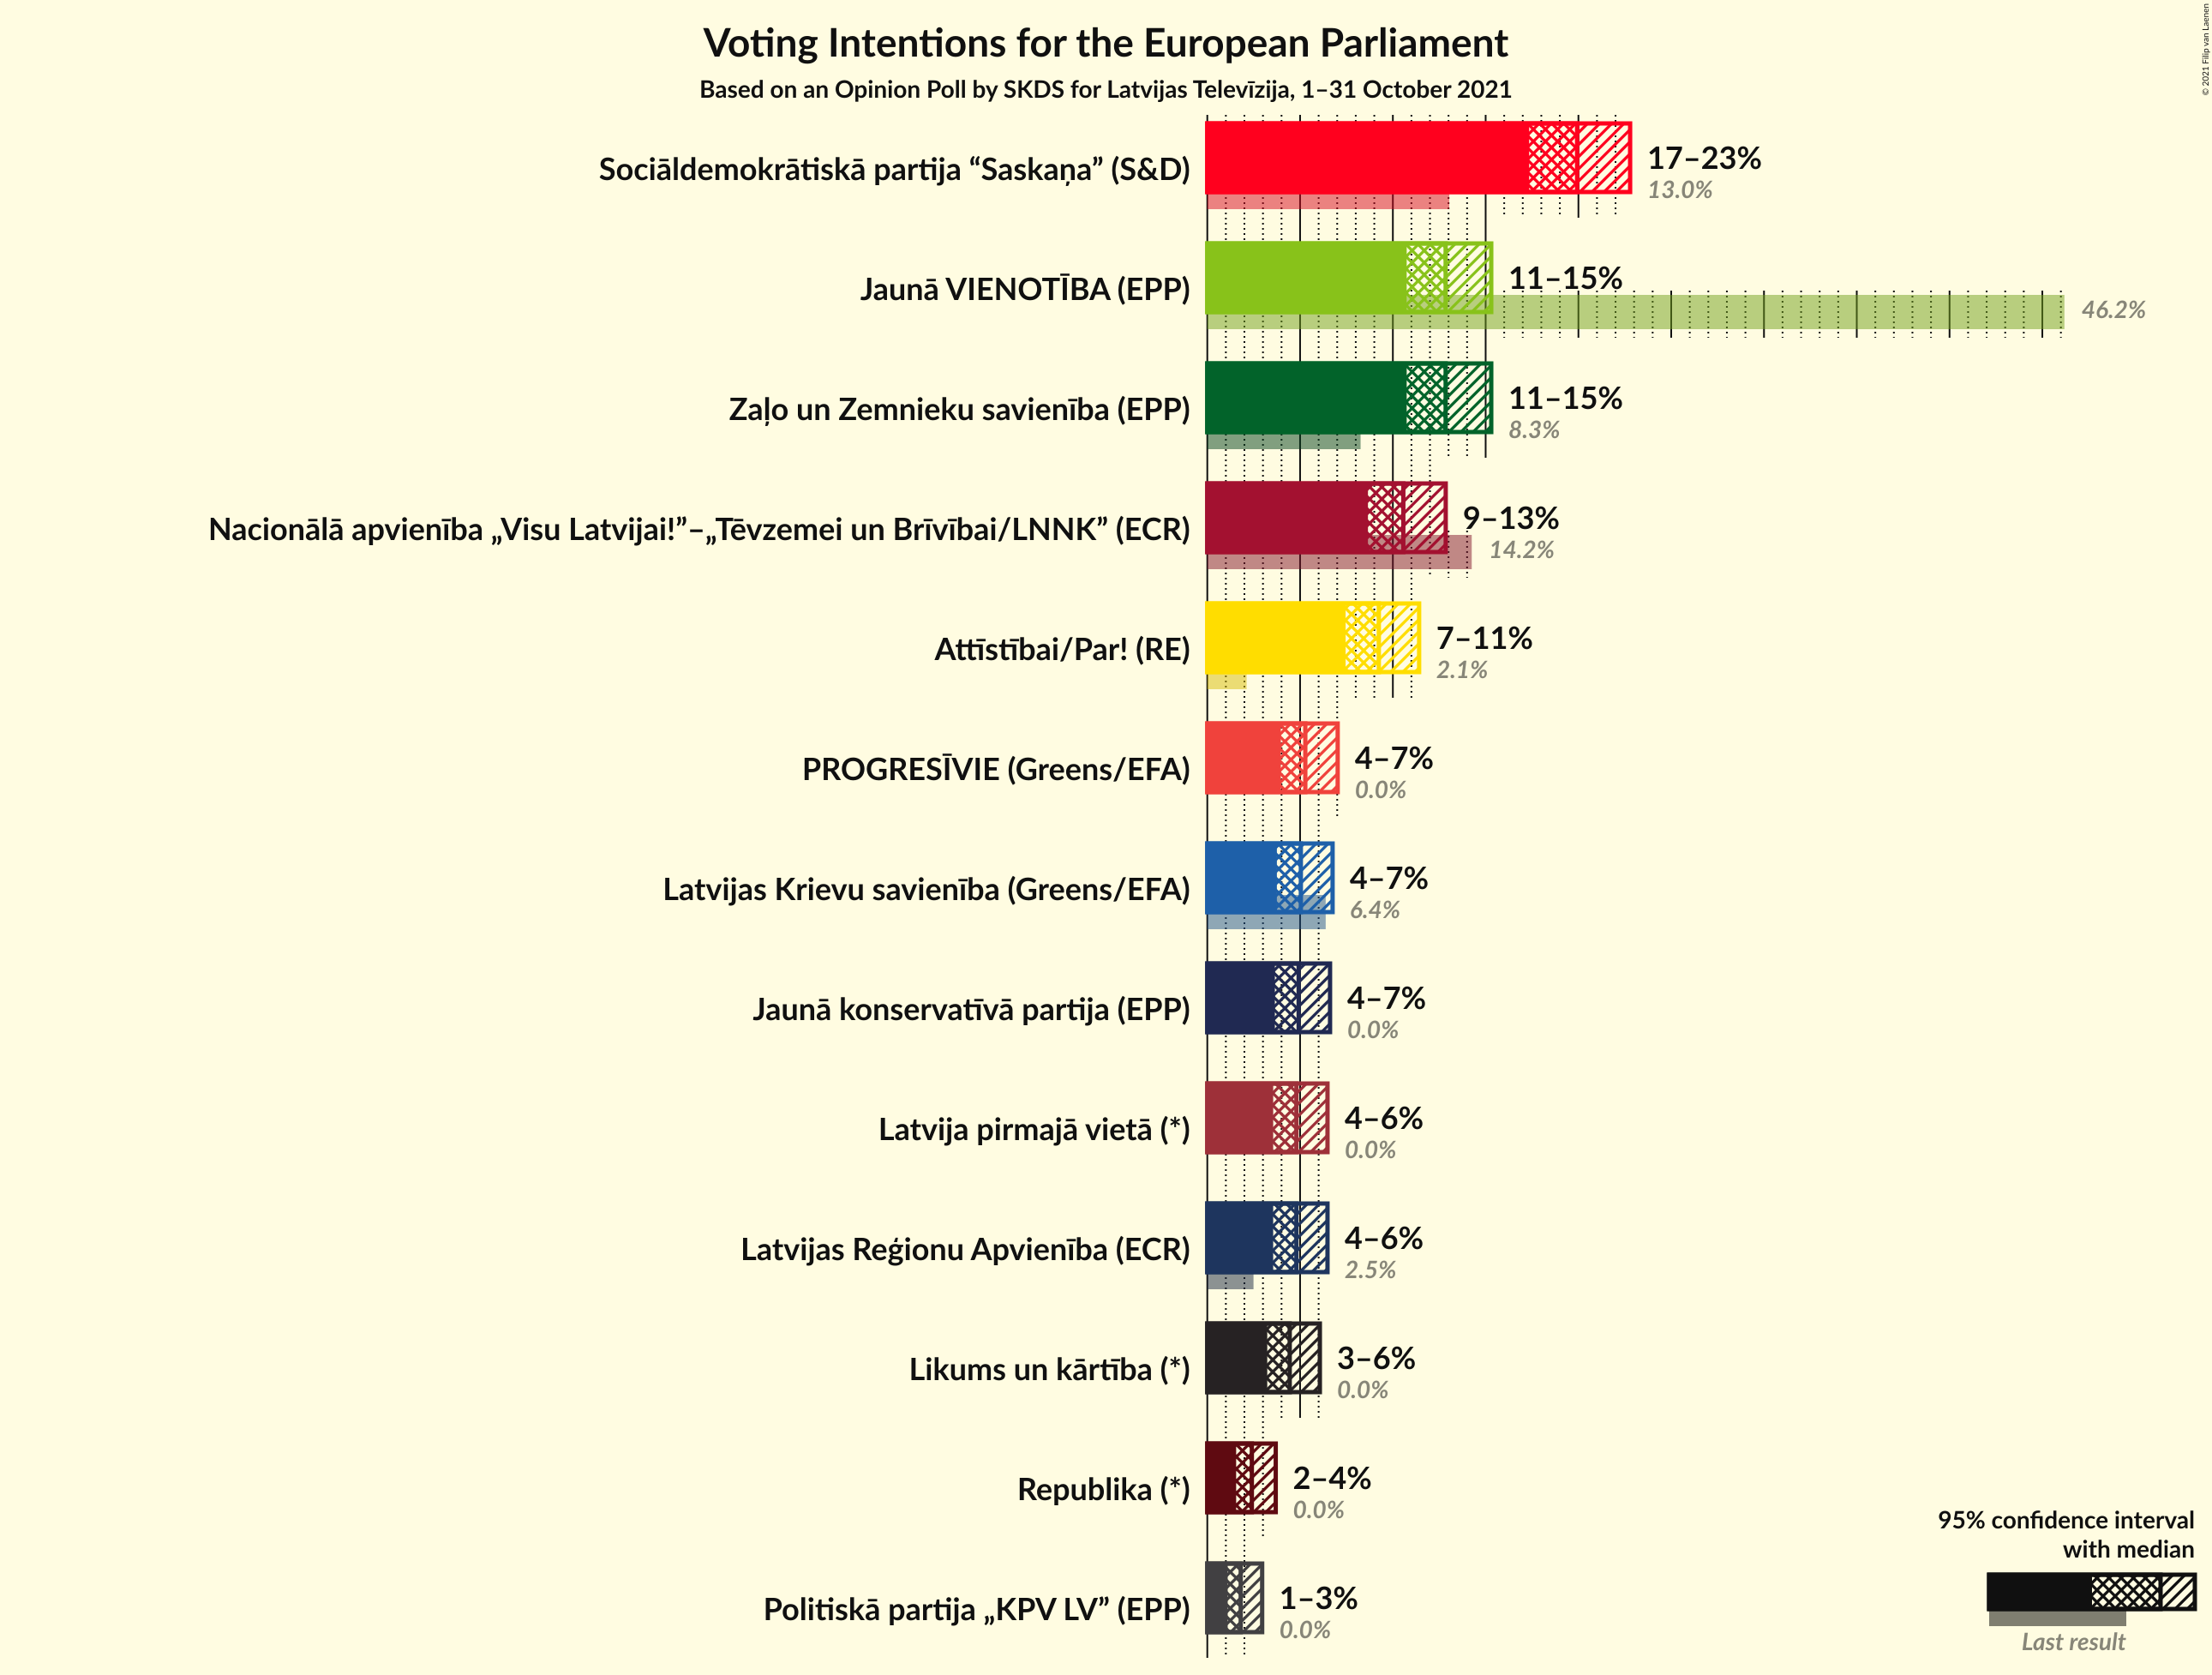 Voting Intentions for the European Parliament
Based on an Opinion Poll by SKDS for Latvijas Televīzija, 1–31 October 2021
© 2021 Filip van Laenen
Sociāldemokrātiskā partija “Saskaņa” (S&D)
17–23%
13.0%
Jaunā VIENOTĪBA (EPP)
11–15%
46.2%
Zaļo un Zemnieku savienība (EPP)
11–15%
8.3%
Nacionālā apvienība „Visu Latvijai!”–„Tēvzemei un Brīvībai/LNNK” (ECR)
9–13%
14.2%
Attīstībai/Par! (RE)
7–11%
2.1%
PROGRESĪVIE (Greens/EFA)
4–7%
0.0%
Latvijas Krievu savienība (Greens/EFA)
4–7%
6.4%
Jaunā konservatīvā partija (EPP)
4–7%
0.0%
Latvija pirmajā vietā (*)
4–6%
0.0%
Latvijas Reģionu Apvienība (ECR)
4–6%
2.5%
Likums un kārtība (*)
3–6%
0.0%
Republika (*)
2–4%
0.0%
Politiskā partija „KPV LV” (EPP)
1–3%
0.0%
95% confidence interval
with median
Last result